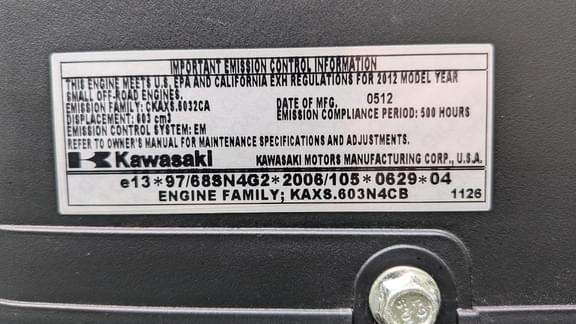 IMPORTANT EMISSION CONTROL INFORMATION
THIS ENGINE MEETS U.S. EPA AND CALIFORNIA EXH REGULATIONS FOR 2012 MODEL YEAR
SMALL OFF-ROAD ENGINES.
EMISSION FAMILY: CKAXS.6032CA DATE OF MFG. 0512
DISPLACEMENT: 603 cm3 EMISSION COMPLIANCE PERIOD: 500 HOURS
EMISSION CONTROL SYSTEM: EM
REFER TO OWNER'S MANUAL FOR MAINTENANCE SPECIFICATIONS AND ADJUSTMENTS.
Kawasaki KAWASAKI MOTORS MANUFACTURING CORP., U.S.A.
e13*97/68SN4G2*2006/105*0629*04
ENGINE FAMILY; KAXS.603N4CB 1126